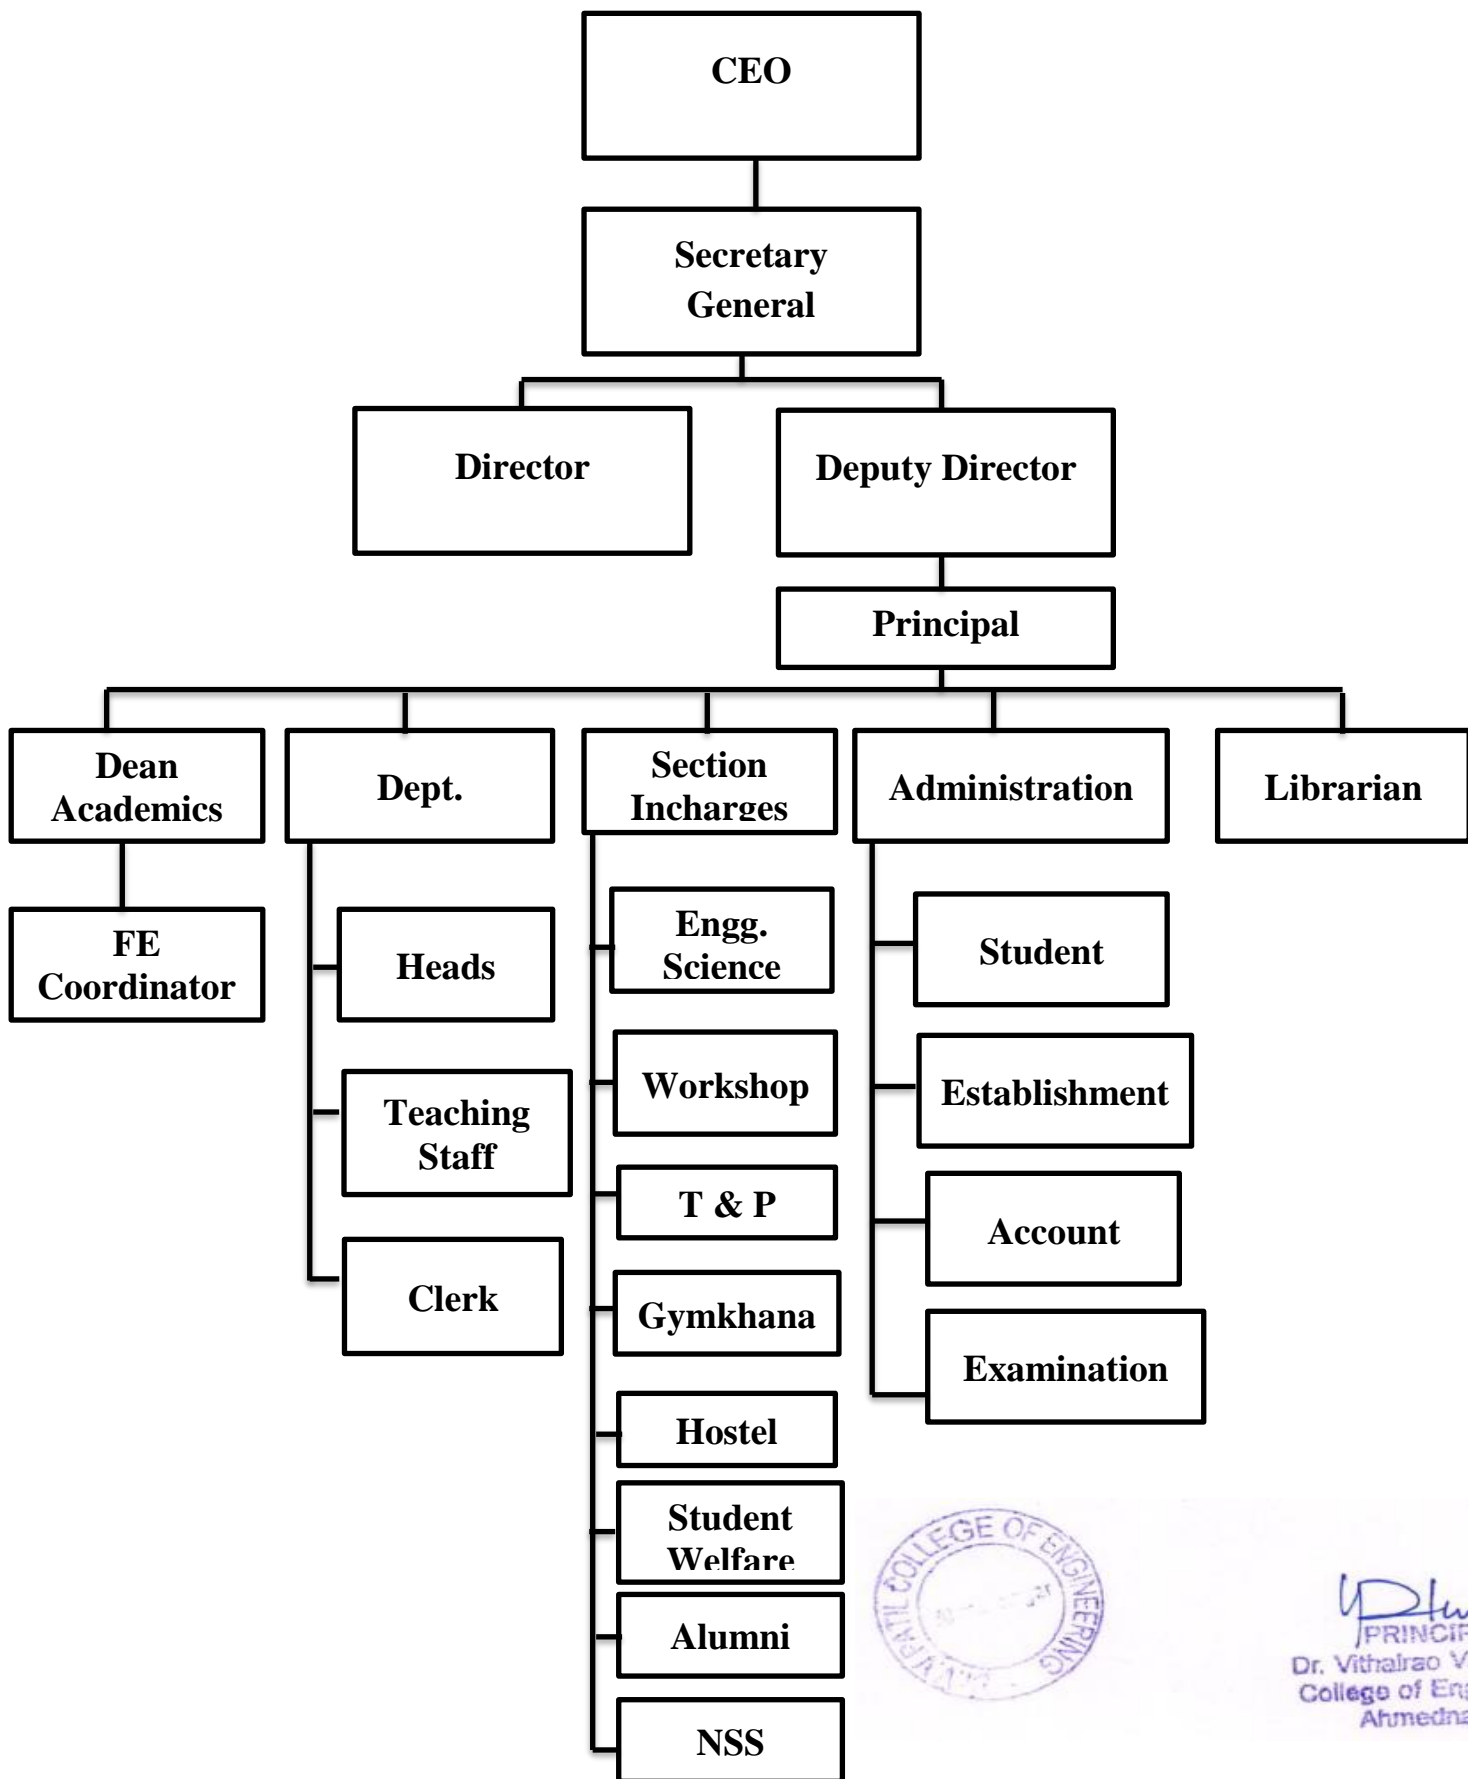 CEO
Secretary
General
Director
Deputy Director
Principal
Dean
Academics
Dept.
Section
Incharges
Administration
Librarian
FE
Coordinator
Heads
Teaching
Staff
Clerk
Engg.
Science
Workshop
T & P
Gymkhana
Hostel
Student
Welfare
Alumni
NSS
Student
Establishment
Account
Examination
PATIL COLLEGE OF ENGINEERING
PRINCIP
Dr. Vithalrao V
College of Eng
Ahmedna